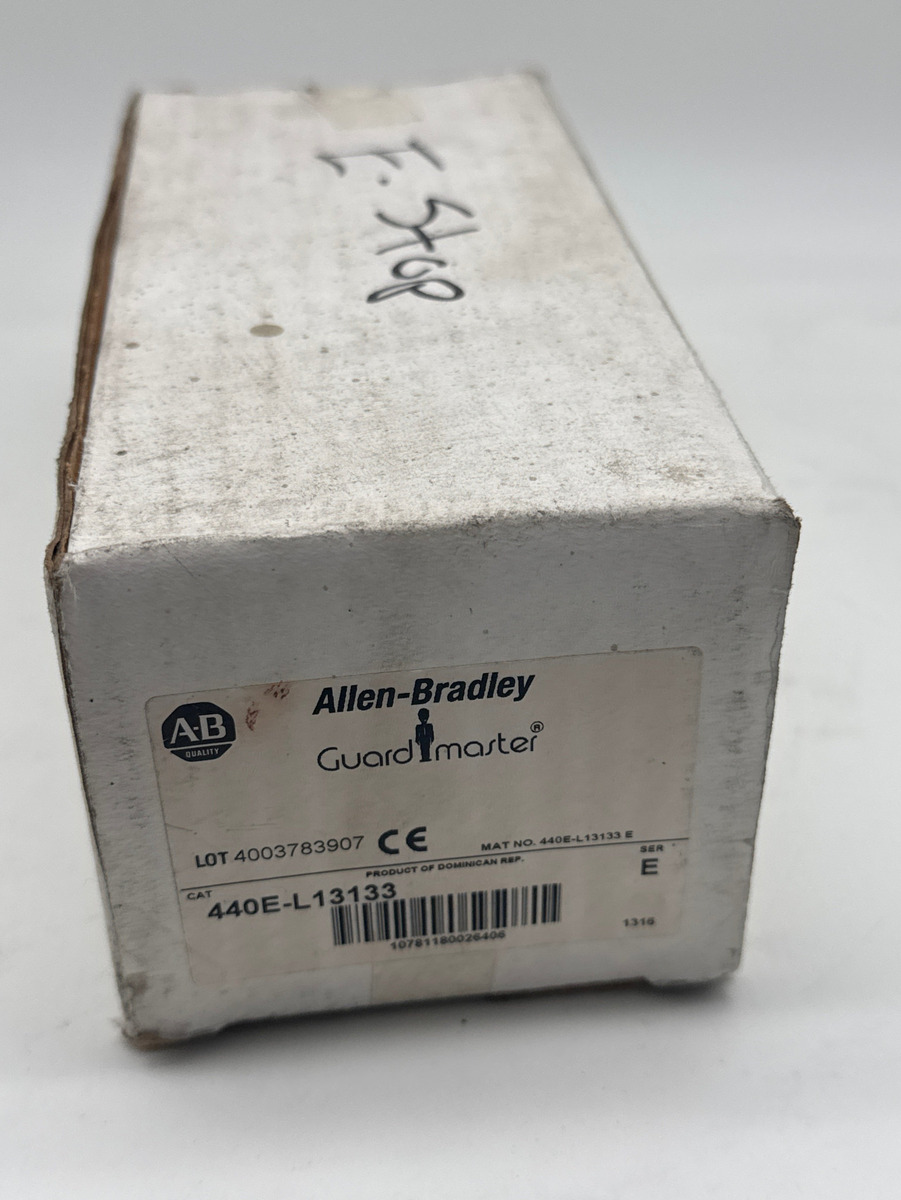 E. Stop
A-B
QUALITY
Allen-Bradley
Guardmaster®
LOT 4003783907 CE
MAT NO. 440E-L13133 E
PRODUCT OF DOMINICAN REP.
SER
E
CAT
440E-L13133
10781180026406
1316